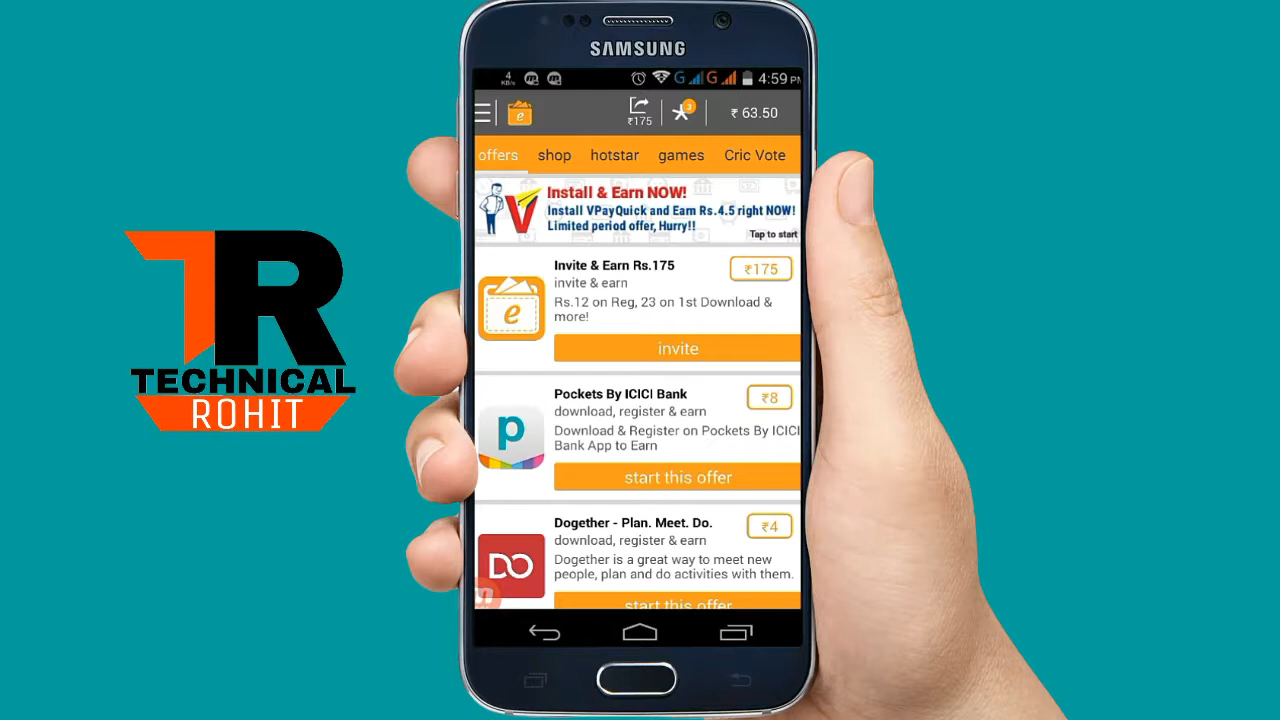 SAMSUNG
4
KB/s
G G 4:59 PM
₹175
3
₹ 63.50
offers shop hotstar games Cric Vote
Install & Earn NOW!
Install VPayQuick and Earn Rs.4.5 right NOW!
Limited period offer, Hurry!!
Tap to start
Invite & Earn Rs.175
₹175
invite & earn
Rs.12 on Reg, 23 on 1st Download &
more!
e
invite
Pockets By ICICI Bank
₹8
download, register & earn
Download & Register on Pockets By ICICI
Bank App to Earn
p
start this offer
Dogether - Plan. Meet. Do.
₹4
download, register & earn
Dogether is a great way to meet new
people, plan and do activities with them.
DO
start this offer
TR
TECHNICAL
ROHIT